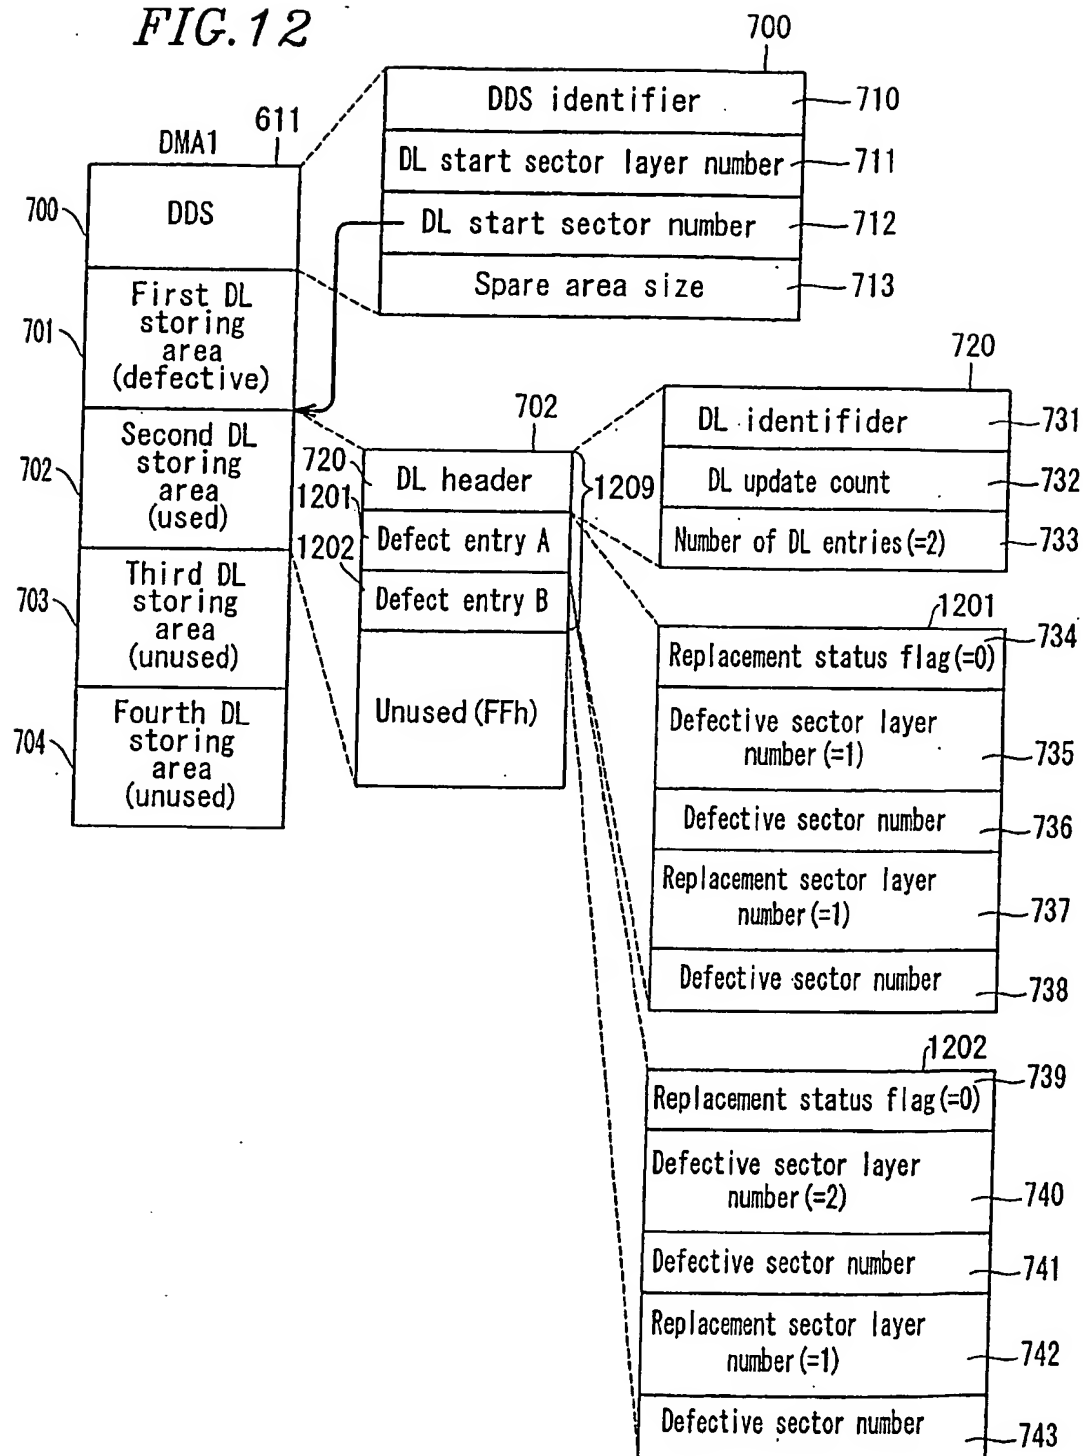 FIG.12
700
DDS identifier
710
DL start sector layer number
711
DL start sector number
712
Spare area size
713
DMA1
611
700
DDS
701
First DL
storing
area
(defective)
702
Second DL
storing
area
(used)
703
Third DL
storing
area
(unused)
704
Fourth DL
storing
area
(unused)
702
720
DL header
1209
1201
Defect entry A
1202
Defect entry B
Unused (FFh)
720
DL identifider
731
DL update count
732
Number of DL entries(=2)
733
1201
734
Replacement status flag(=0)
Defective sector layer
number(=1)
735
Defective sector number
736
Replacement sector layer
number(=1)
737
Defective sector number
738
1202
739
Replacement status flag(=0)
Defective sector layer
number(=2)
740
Defective sector number
741
Replacement sector layer
number(=1)
742
Defective sector number
743